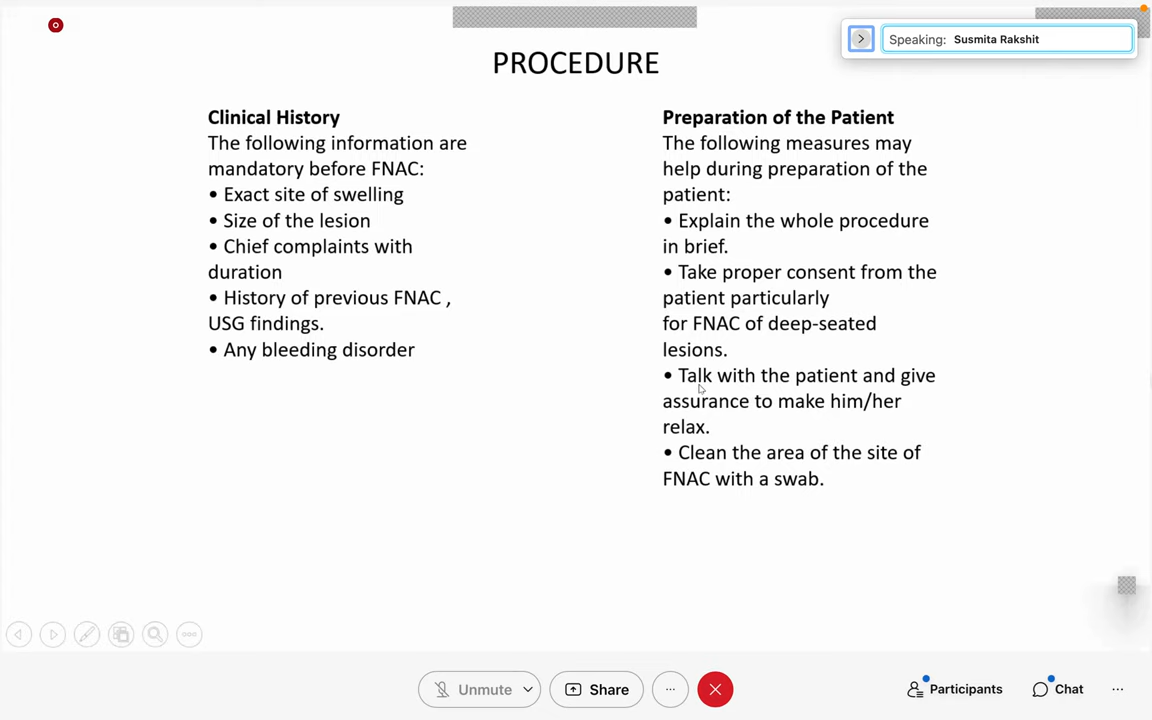 Speaking: Susmita Rakshit
PROCEDURE
Clinical History
The following information are
mandatory before FNAC:
• Exact site of swelling
• Size of the lesion
• Chief complaints with
duration
• History of previous FNAC ,
USG findings.
• Any bleeding disorder
Preparation of the Patient
The following measures may
help during preparation of the
patient:
• Explain the whole procedure
in brief.
• Take proper consent from the
patient particularly
for FNAC of deep-seated
lesions.
• Talk with the patient and give
assurance to make him/her
relax.
• Clean the area of the site of
FNAC with a swab.
Unmute
Share
Participants
Chat